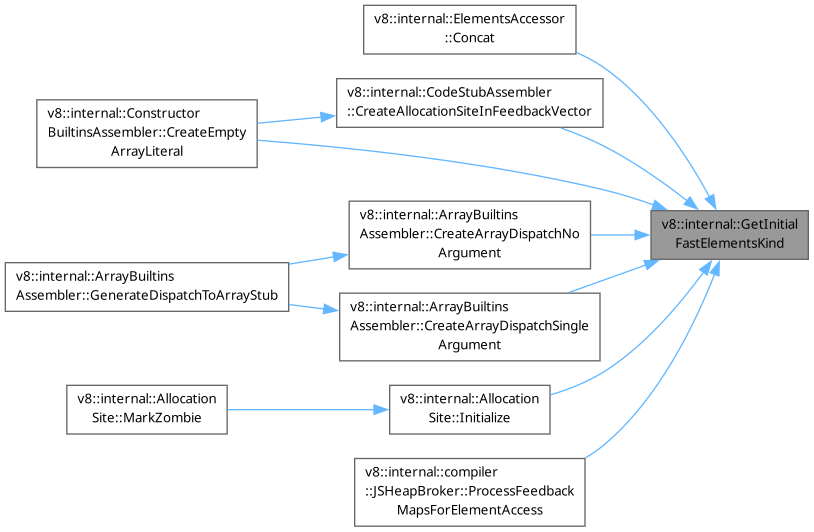 v8::internal::ElementsAccessor
::Concat
v8::internal::CodeStubAssembler
::CreateAllocationSiteInFeedbackVector
v8::internal::Constructor
BuiltinsAssembler::CreateEmpty
ArrayLiteral
v8::internal::GetInitial
FastElementsKind
v8::internal::ArrayBuiltins
Assembler::CreateArrayDispatchNo
Argument
v8::internal::ArrayBuiltins
Assembler::GenerateDispatchToArrayStub
v8::internal::ArrayBuiltins
Assembler::CreateArrayDispatchSingle
Argument
v8::internal::Allocation
Site::MarkZombie
v8::internal::Allocation
Site::Initialize
v8::internal::compiler
::JSHeapBroker::ProcessFeedback
MapsForElementAccess